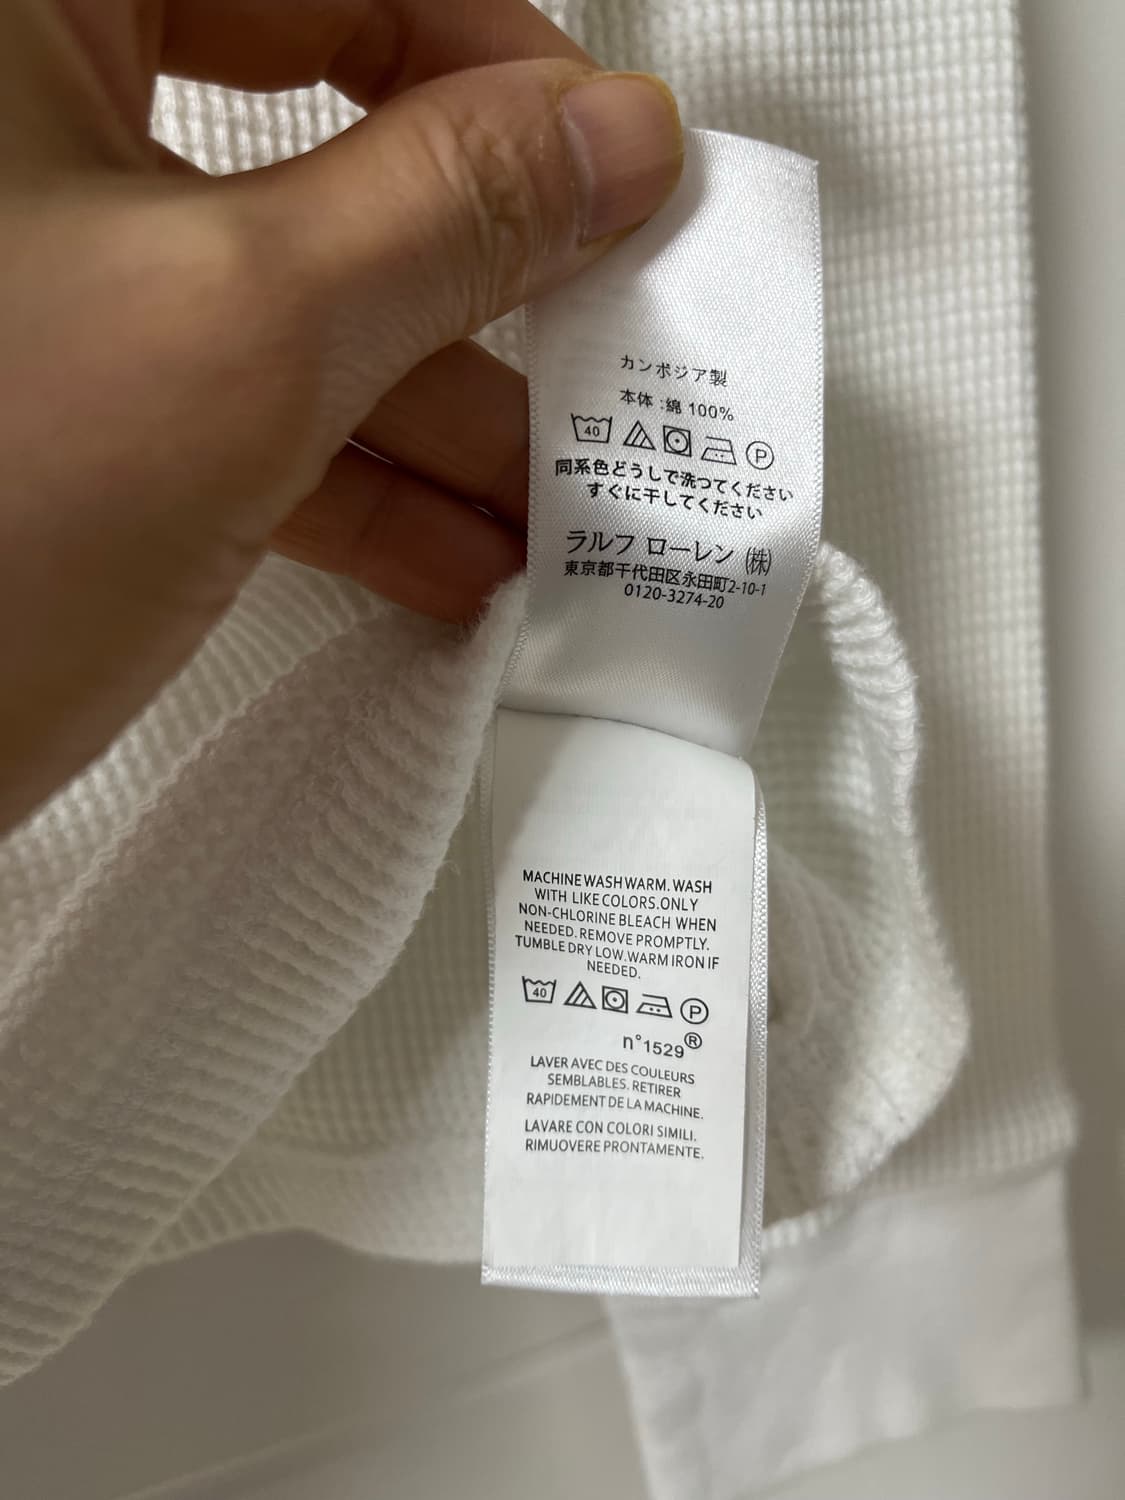 カンボジア製
本体 :綿 100%
40 P
同系色どうしで洗ってください
すぐに干してください
ラルフ ローレン ㈱
東京都千代田区永田町2-10-1
0120-3274-20
MACHINE WASH WARM. WASH
WITH LIKE COLORS.ONLY
NON-CHLORINE BLEACH WHEN
NEEDED. REMOVE PROMPTLY.
TUMBLE DRY LOW.WARM IRON IF
NEEDED.
40 P
n°1529®
LAVER AVEC DES COULEURS
SEMBLABLES. RETIRER
RAPIDEMENT DE LA MACHINE.
LAVARE CON COLORI SIMILI.
RIMUOVERE PRONTAMENTE.